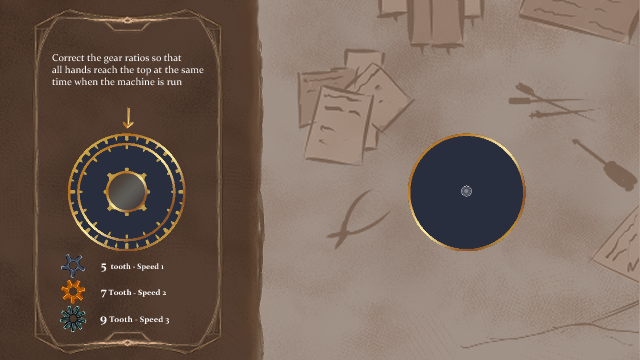 Correct the gear ratios so that
all hands reach the top at the same
time when the machine is run
5 tooth - Speed 1
7 Tooth - Speed 2
9 Tooth - Speed 3